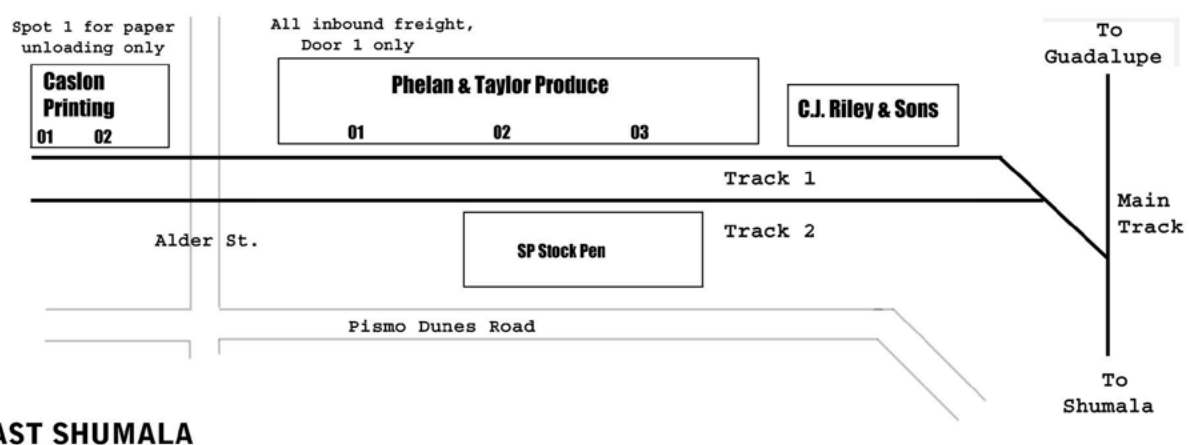 Spot 1 for paper
unloading only
All inbound freight,
Door 1 only
To
Guadalupe
Caslon
Printing
01 02
Phelan & Taylor Produce
01 02 03
C.J. Riley & Sons
Track 1
Main
Track
Alder St.
SP Stock Pen
Track 2
Pismo Dunes Road
To
Shumala
AST SHUMALA